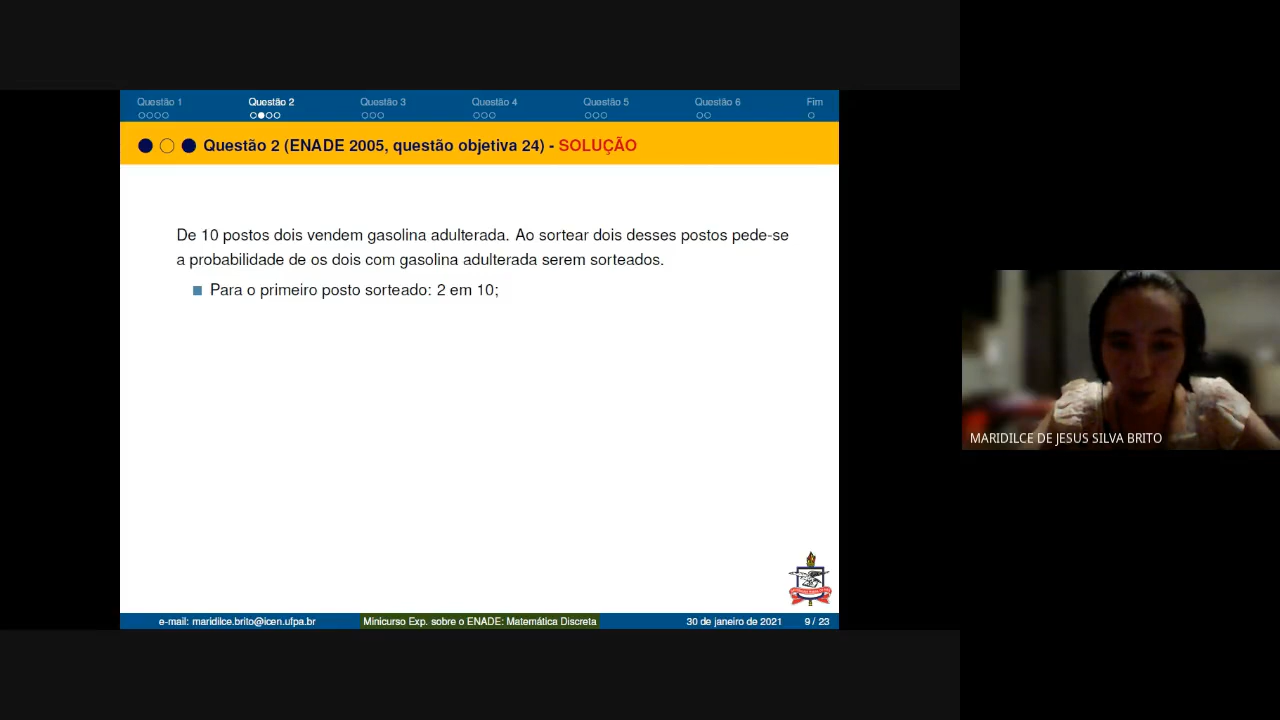 Questão 1
Questão 2
Questão 3
Questão 4
Questão 5
Questão 6
Fim
Questão 2 (ENADE 2005, questão objetiva 24) - SOLUÇÃO
De 10 postos dois vendem gasolina adulterada. Ao sortear dois desses postos pede-se
a probabilidade de os dois com gasolina adulterada serem sorteados.
Para o primeiro posto sorteado: 2 em 10;
MARIDILCE DE JESUS SILVA BRITO
e-mail: maridilce.brito@icen.ufpa.br
Minicurso Exp. sobre o ENADE: Matemática Discreta
30 de janeiro de 2021
9 / 23